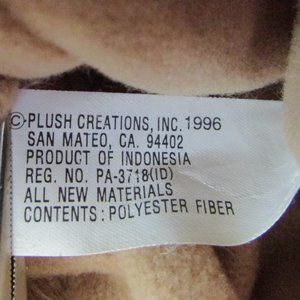 ©PLUSH CREATIONS, INC. 1996
SAN MATEO, CA. 94402
PRODUCT OF INDONESIA
REG. NO. PA-3718(ID)
ALL NEW MATERIALS
CONTENTS: POLYESTER FIBER